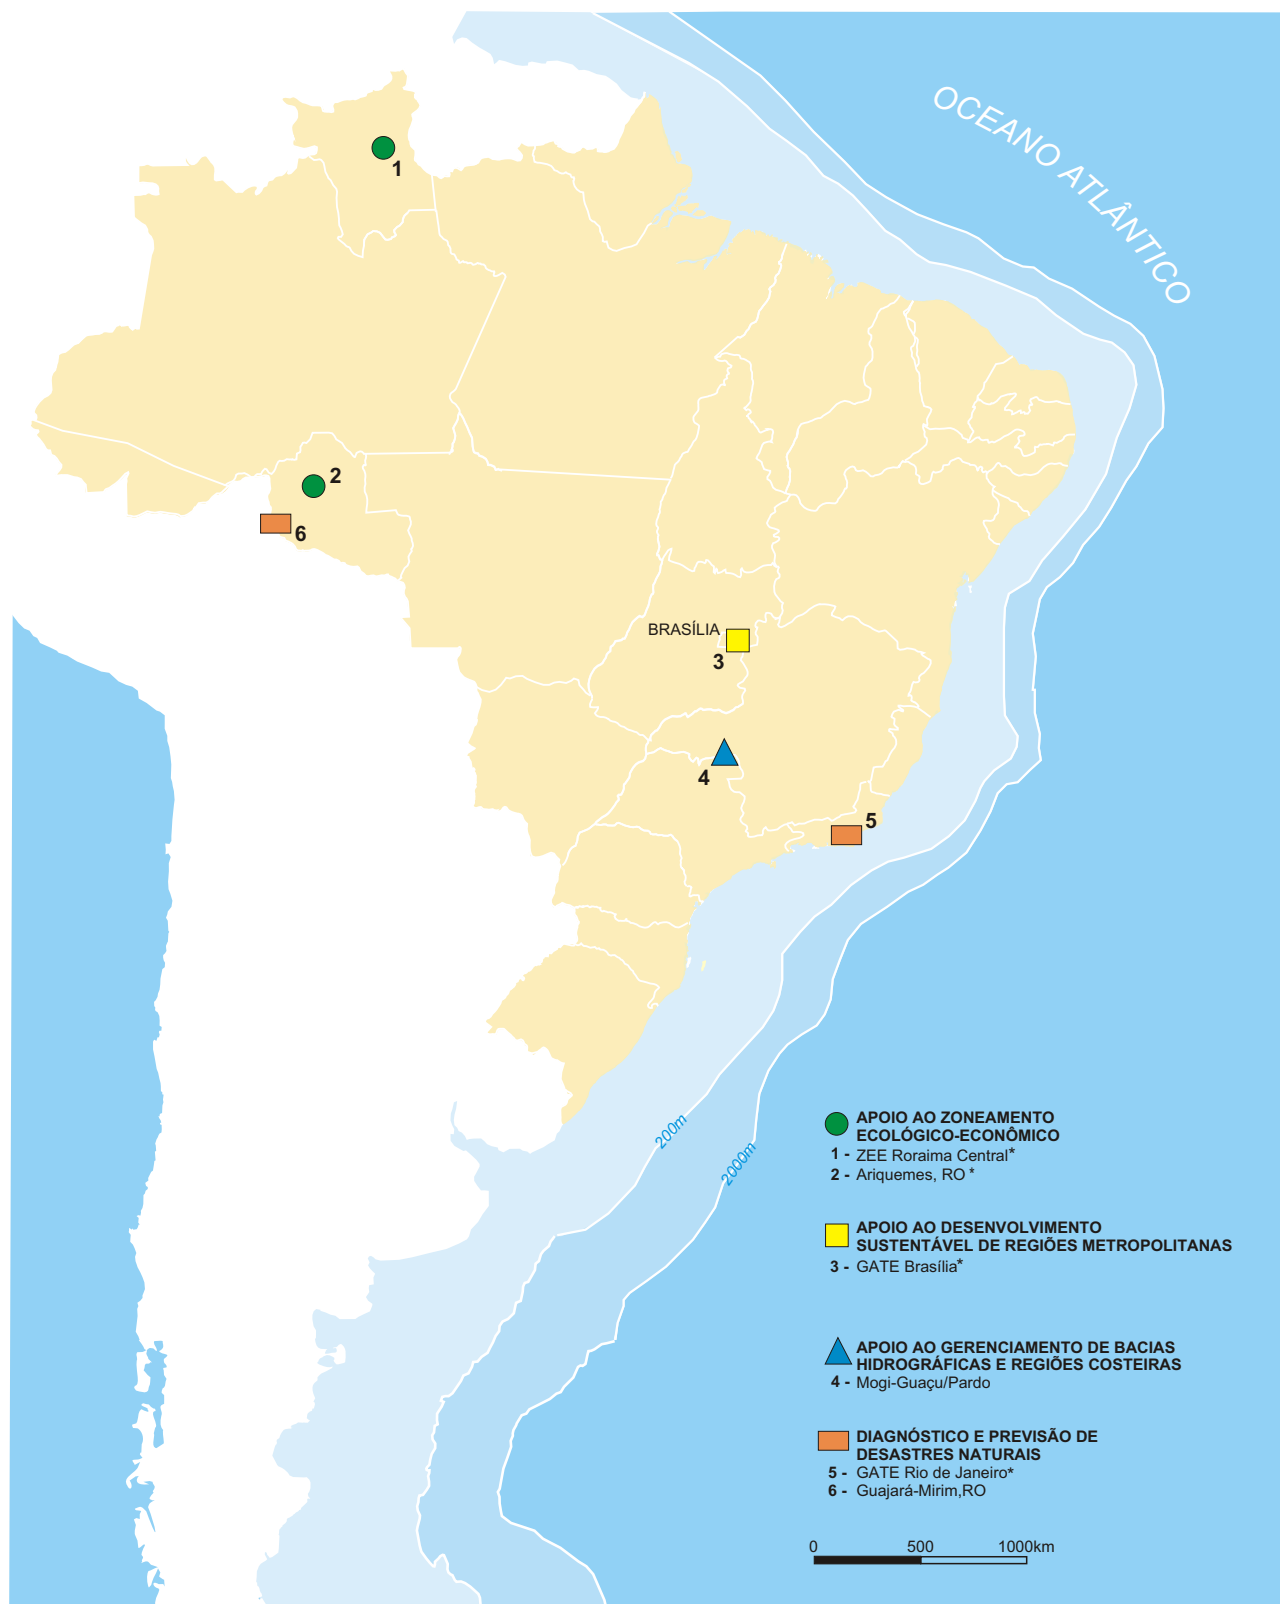 OCEANO ATLÂNTICO
1
2
6
BRASÍLIA
3
4
5
200m
2000m
APOIO AO ZONEAMENTO
ECOLÓGICO-ECONÔMICO
1 - ZEE Roraima Central*
2 - Ariquemes, RO *
APOIO AO DESENVOLVIMENTO
SUSTENTÁVEL DE REGIÕES METROPOLITANAS
3 - GATE Brasília*
APOIO AO GERENCIAMENTO DE BACIAS
HIDROGRÁFICAS E REGIÕES COSTEIRAS
4 - Mogi-Guaçu/Pardo
DIAGNÓSTICO E PREVISÃO DE
DESASTRES NATURAIS
5 - GATE Rio de Janeiro*
6 - Guajará-Mirim,RO
0 500 1000km